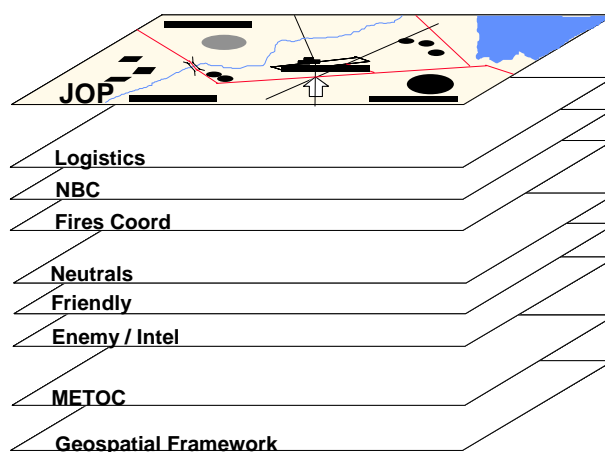 JOP
Logistics
NBC
Fires Coord
Neutrals
Friendly
Enemy / Intel
METOC
Geospatial Framework